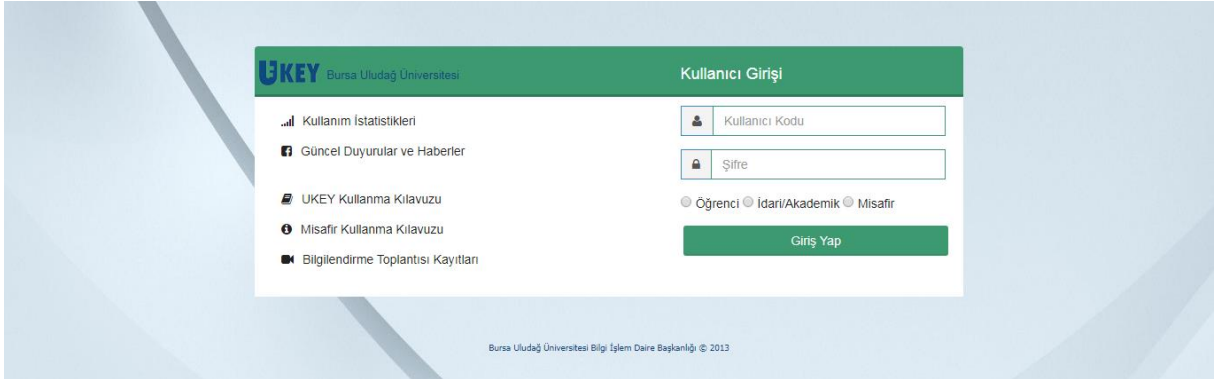 UKEY Bursa Uludağ Üniversitesi
Kullanım İstatistikleri
Güncel Duyurular ve Haberler
UKEY Kullanma Kılavuzu
Misafir Kullanma Kılavuzu
Bilgilendirme Toplantısı Kayıtları
Kullanıcı Girişi
Kullanıcı Kodu
Şifre
Öğrenci İdari/Akademik Misafir
Giriş Yap
Bursa Uludağ Üniversitesi Bilgi İşlem Daire Başkanlığı © 2013